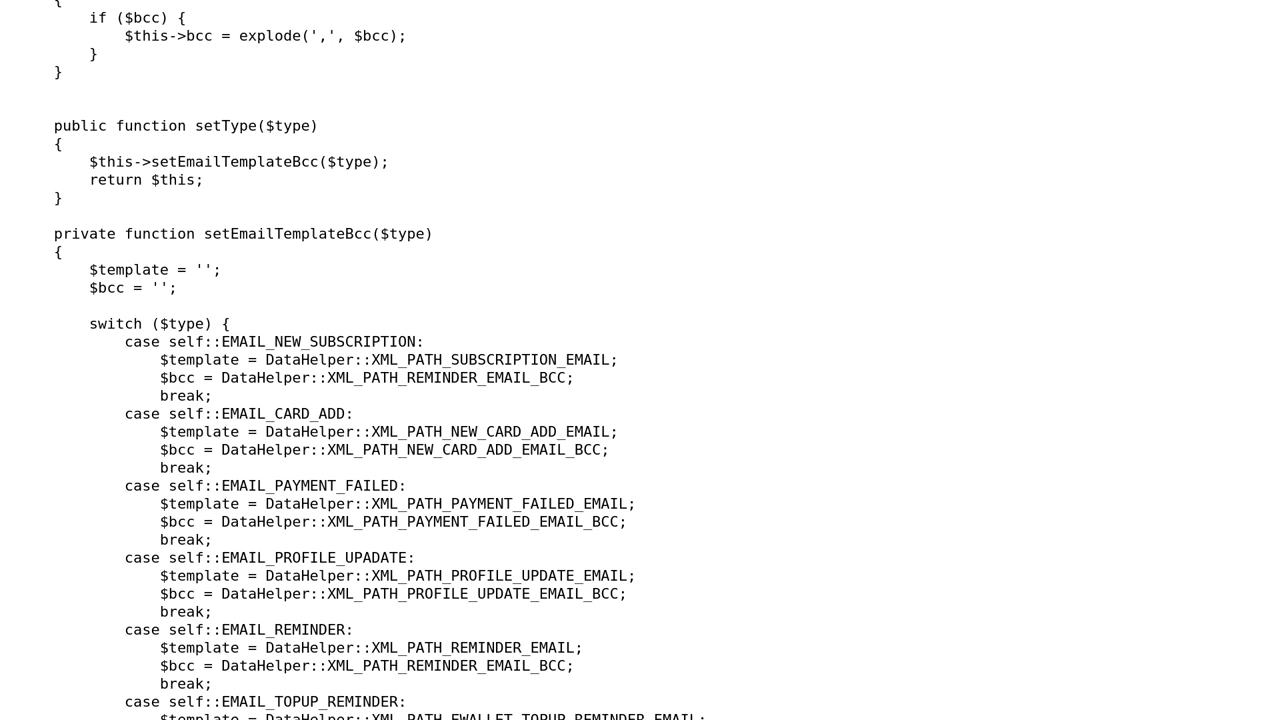 {
if ($bcc) {
$this->bcc = explode(',', $bcc);
}
}
public function setType($type)
{
$this->setEmailTemplateBcc($type);
return $this;
}
private function setEmailTemplateBcc($type)
{
$template = '';
$bcc = '';
switch ($type) {
case self::EMAIL_NEW_SUBSCRIPTION:
$template = DataHelper::XML_PATH_SUBSCRIPTION_EMAIL;
$bcc = DataHelper::XML_PATH_REMINDER_EMAIL_BCC;
break;
case self::EMAIL_CARD_ADD:
$template = DataHelper::XML_PATH_NEW_CARD_ADD_EMAIL;
$bcc = DataHelper::XML_PATH_NEW_CARD_ADD_EMAIL_BCC;
break;
case self::EMAIL_PAYMENT_FAILED:
$template = DataHelper::XML_PATH_PAYMENT_FAILED_EMAIL;
$bcc = DataHelper::XML_PATH_PAYMENT_FAILED_EMAIL_BCC;
break;
case self::EMAIL_PROFILE_UPADATE:
$template = DataHelper::XML_PATH_PROFILE_UPDATE_EMAIL;
$bcc = DataHelper::XML_PATH_PROFILE_UPDATE_EMAIL_BCC;
break;
case self::EMAIL_REMINDER:
$template = DataHelper::XML_PATH_REMINDER_EMAIL;
$bcc = DataHelper::XML_PATH_REMINDER_EMAIL_BCC;
break;
case self::EMAIL_TOPUP_REMINDER:
$template = DataHelper::XML_PATH_EWALLET_TOPUP_REMINDER_EMAIL;